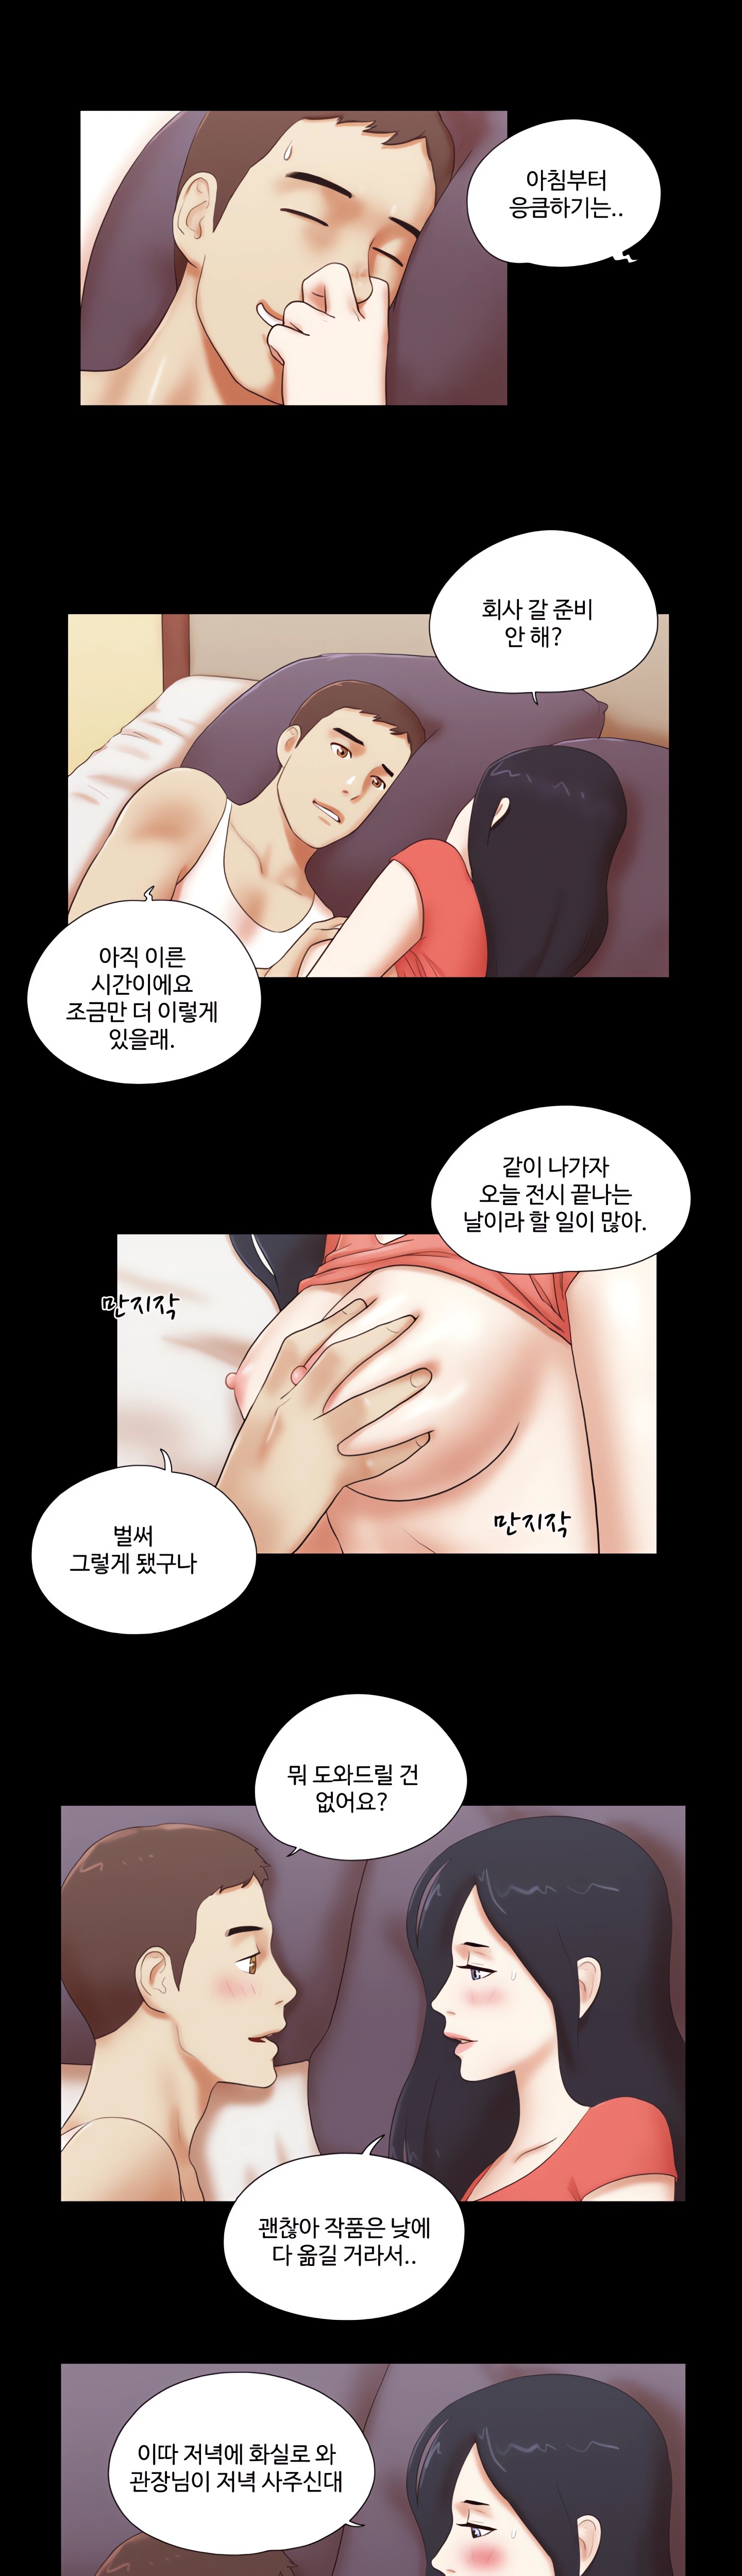 아침부터
응큼하기는..
회사 갈 준비
안 해?
아직 이른
시간이에요
조금만 더 이렇게
있을래.
같이 나가자
오늘 전시 끝나는
날이라 할 일이 많아.
만지작
만지작
벌써
그렇게 됐구나
뭐 도와드릴 건
없어요?
괜찮아 작품은 낮에
다 옮길 거라서..
이따 저녁에 화실로 와
관장님이 저녁 사주신대